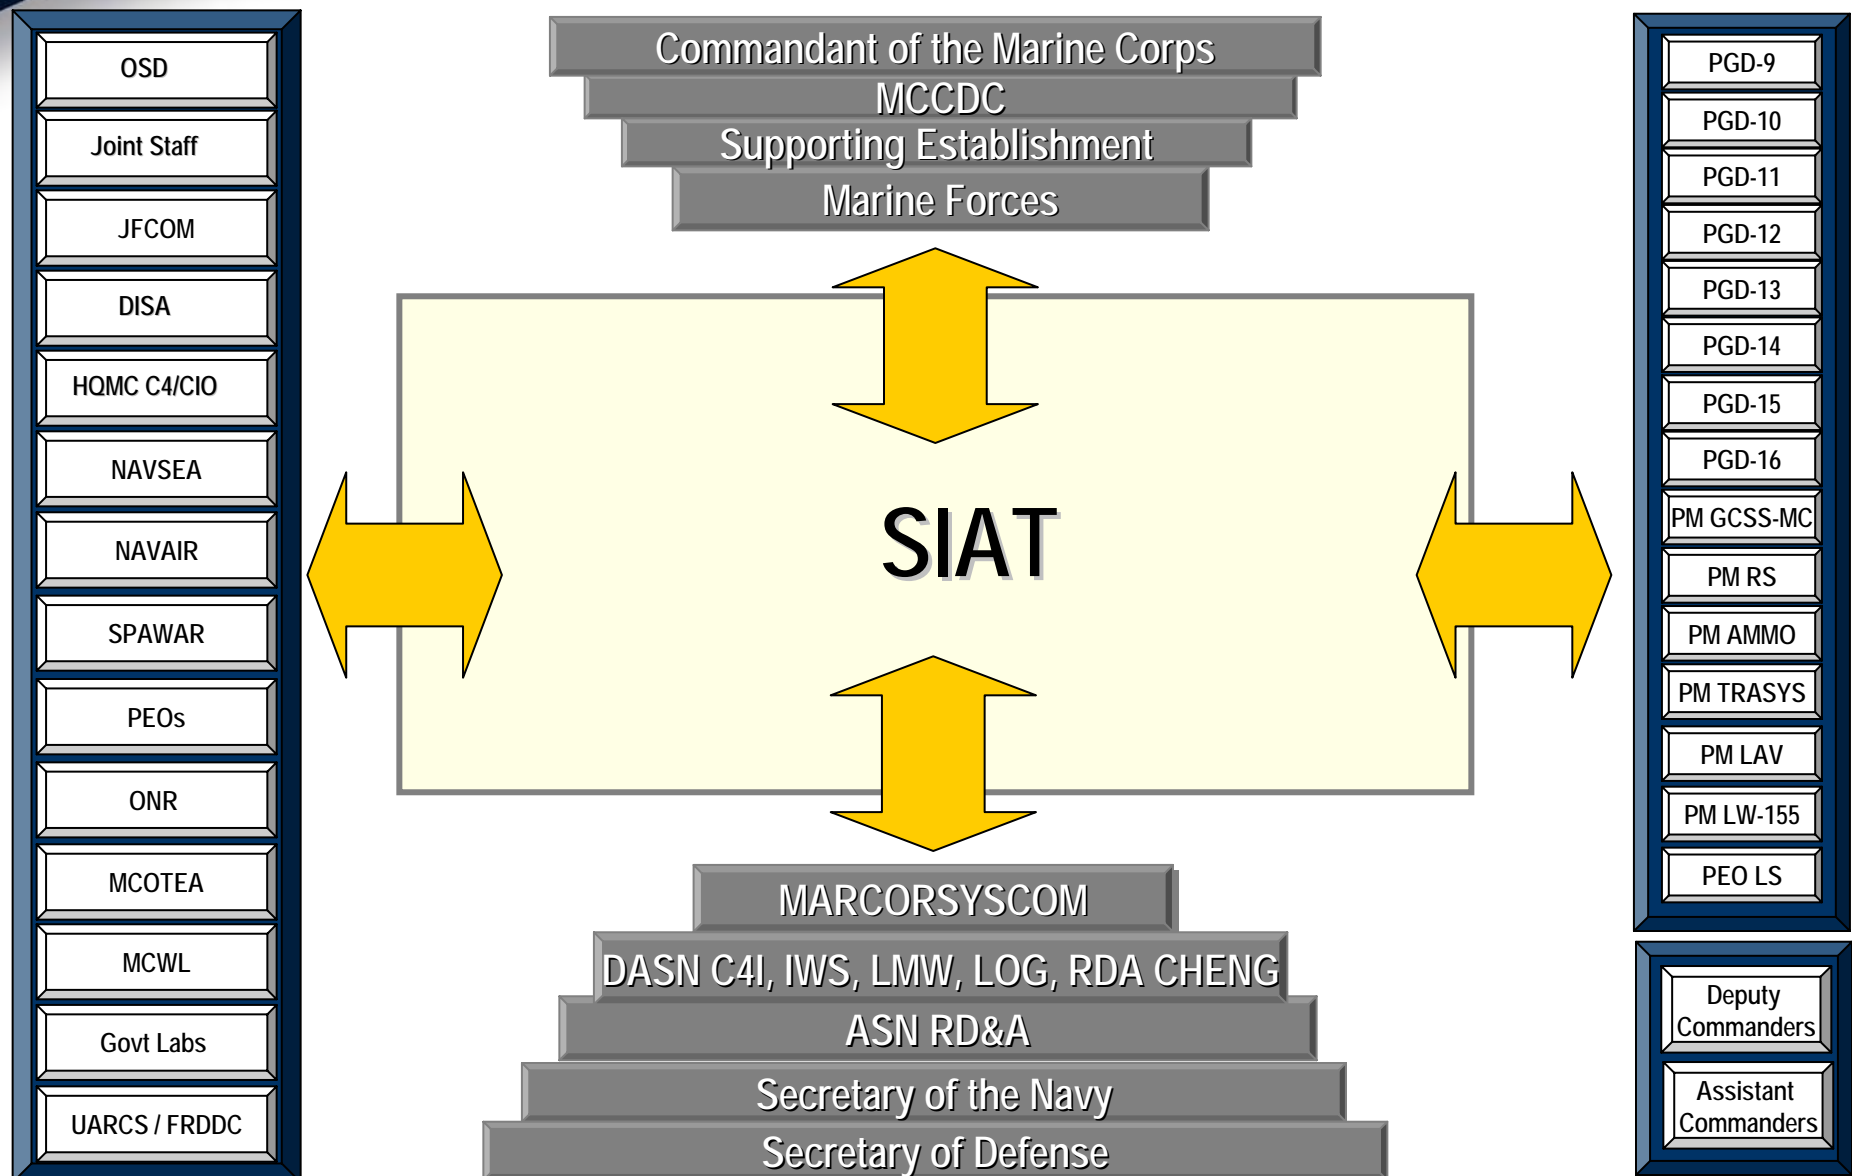 OSD
Joint Staff
JFCOM
DISA
HQMC C4/CIO
NAVSEA
NAVAIR
SPAWAR
PEOs
ONR
MCOTEA
MCWL
Govt Labs
UARCS / FRDDC
Commandant of the Marine Corps
MCCDC
Supporting Establishment
Marine Forces
SIAT
MARCORSYSCOM
DASN C4I, IWS, LMW, LOG, RDA CHENG
ASN RD&A
Secretary of the Navy
Secretary of Defense
PGD-9
PGD-10
PGD-11
PGD-12
PGD-13
PGD-14
PGD-15
PGD-16
PM GCSS-MC
PM RS
PM AMMO
PM TRASYS
PM LAV
PM LW-155
PEO LS
Deputy
Commanders
Assistant
Commanders